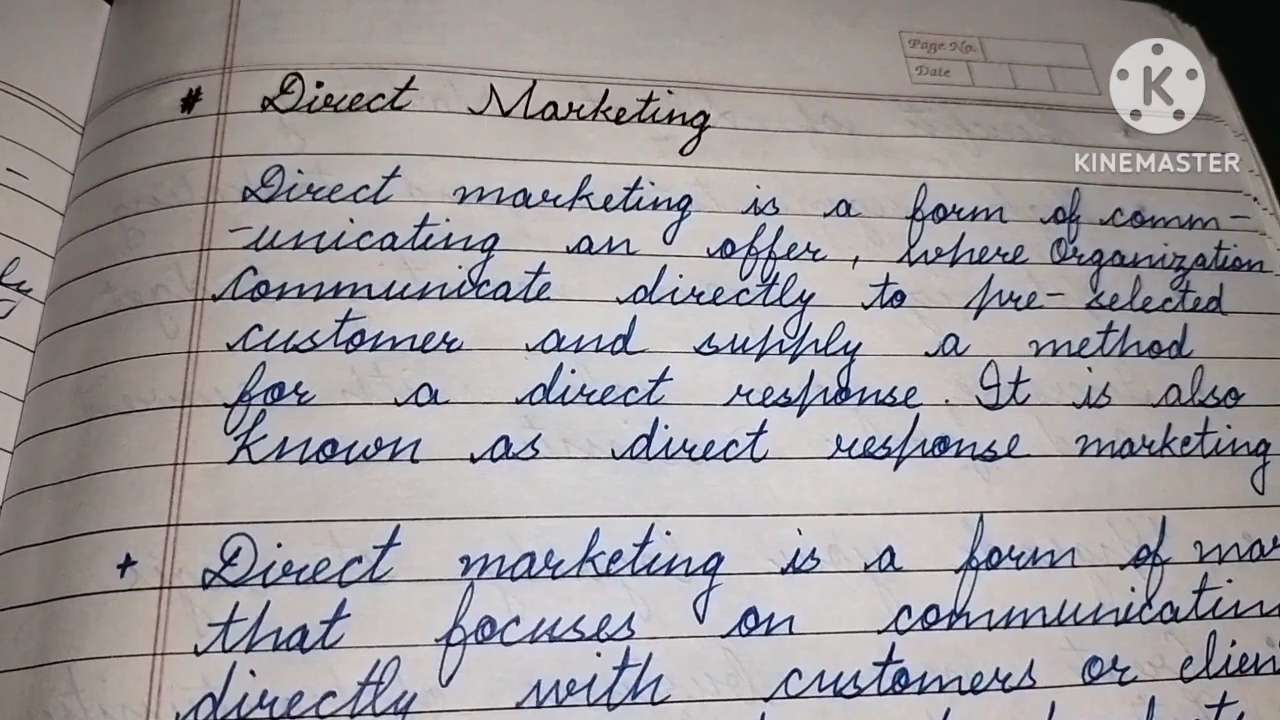 Page No.
Date
K
KINEMASTER
# Direct Marketing
Direct marketing is a form of comm-
-unicating an offer, where Organization
Communicate directly to pre-selected
customer and supply a method
for a direct response. It is also
known as direct response marketing
+ Direct marketing is a form of mar
that focuses on communicatin
directly with customers or clien